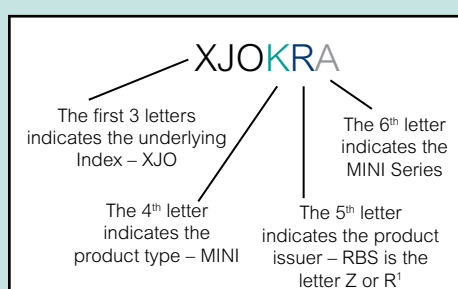 XJOKRA
The first 3 letters
indicates the underlying
Index – XJO
The 6th letter
indicates the
MINI Series
The 4th letter
indicates the
product type – MINI
The 5th letter
indicates the product
issuer – RBS is the
letter Z or R1